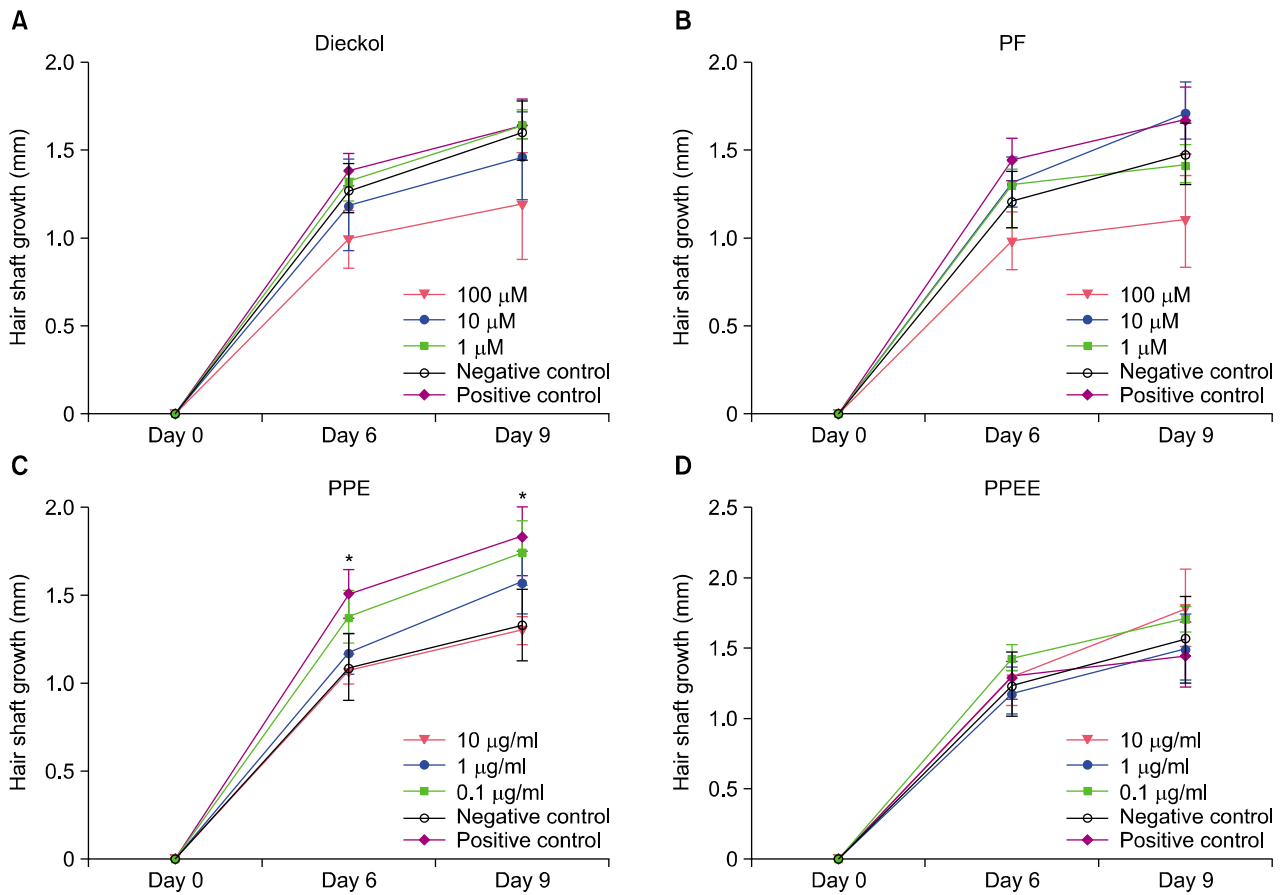 A
Dieckol
Hair shaft growth (mm)
2.0
1.5
1.0
0.5
0
100 μM
10 μM
1 μM
Negative control
Positive control
Day 0
Day 6
Day 9
B
PF
Hair shaft growth (mm)
2.0
1.5
1.0
0.5
0
100 μM
10 μM
1 μM
Negative control
Positive control
Day 0
Day 6
Day 9
C
PPE
Hair shaft growth (mm)
2.0
1.5
1.0
0.5
0
*
*
10 μg/ml
1 μg/ml
0.1 μg/ml
Negative control
Positive control
Day 0
Day 6
Day 9
D
PPEE
Hair shaft growth (mm)
2.5
2.0
1.5
1.0
0.5
0
10 μg/ml
1 μg/ml
0.1 μg/ml
Negative control
Positive control
Day 0
Day 6
Day 9